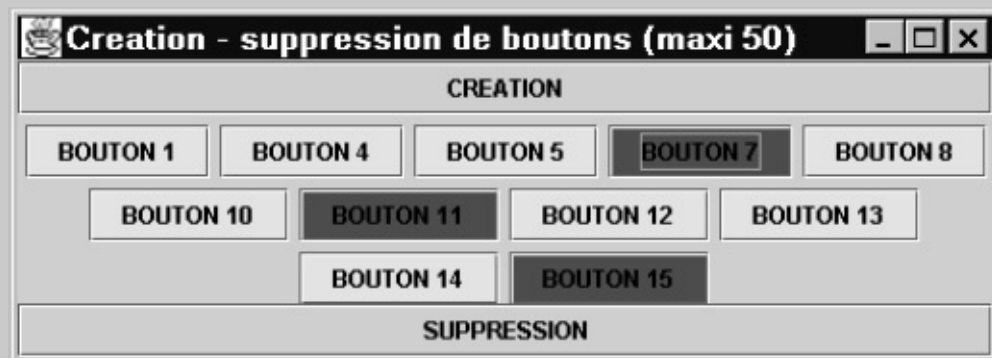 Creation - suppression de boutons (maxi 50)
CREATION
BOUTON 1 BOUTON 4 BOUTON 5 BOUTON 7 BOUTON 8
BOUTON 10 BOUTON 11 BOUTON 12 BOUTON 13
BOUTON 14 BOUTON 15
SUPPRESSION